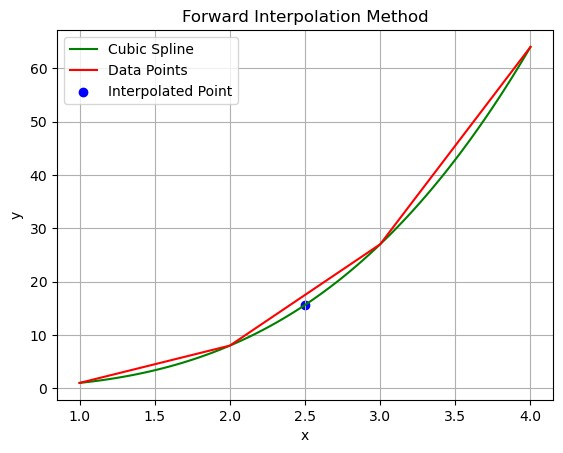 Forward Interpolation Method
Cubic Spline
Data Points
Interpolated Point
y
60
50
40
30
20
10
0
1.0 1.5 2.0 2.5 3.0 3.5 4.0
x